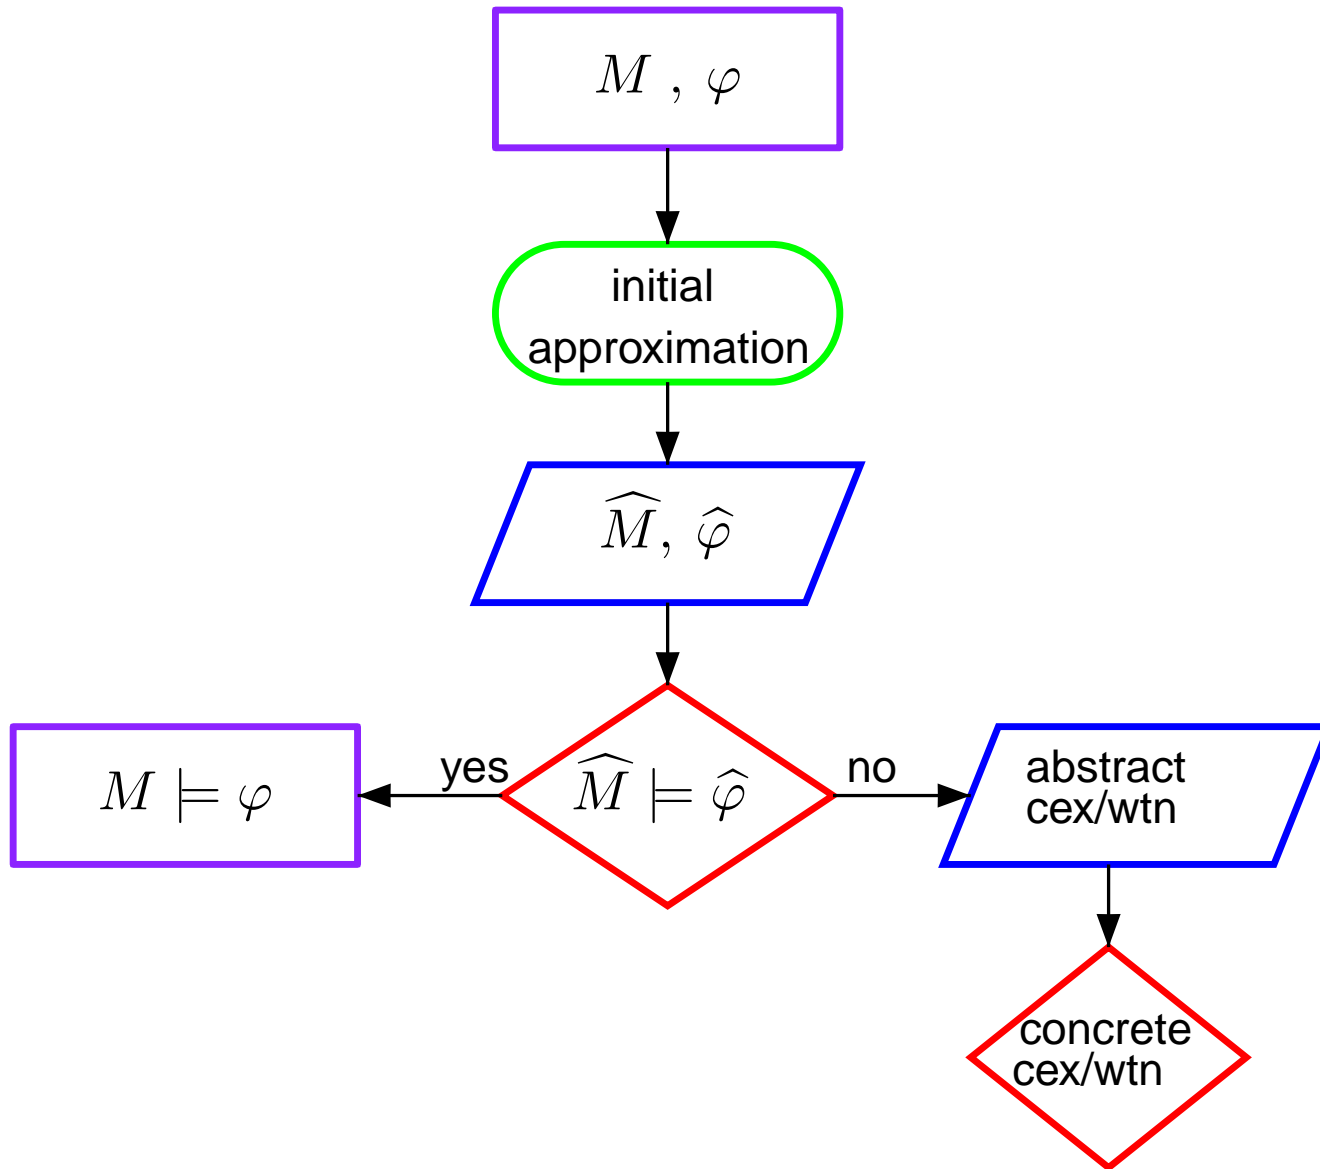 M , φ
initial
approximation
M̂, φ̂
yes
M̂ ⊨ φ̂
no
M ⊨ φ
abstract
cex/wtn
concrete
cex/wtn